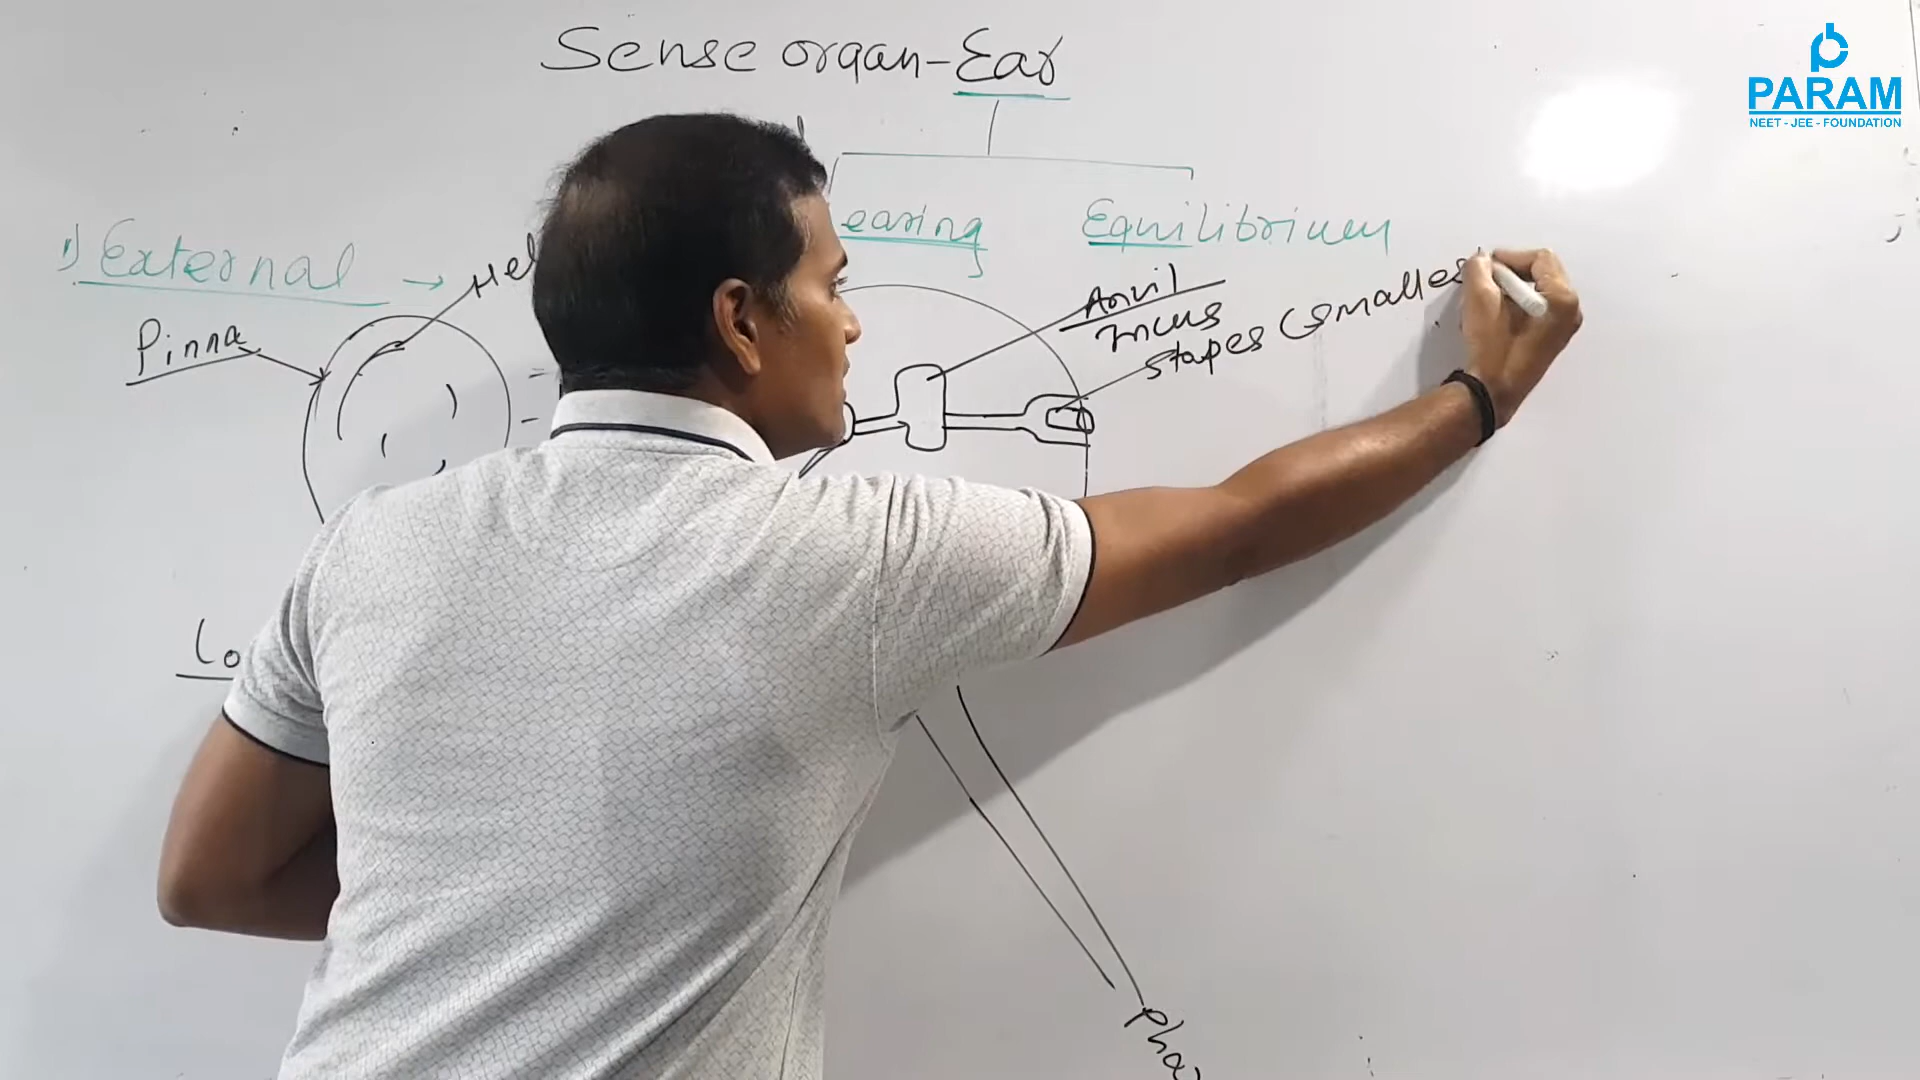 Sense organ-Ear
PARAM
NEET - JEE - FOUNDATION
earing
Equilibrium
1) External →
Hel
Pinna
Anvil
Incus
Stapes (smalles
Lo
Pha